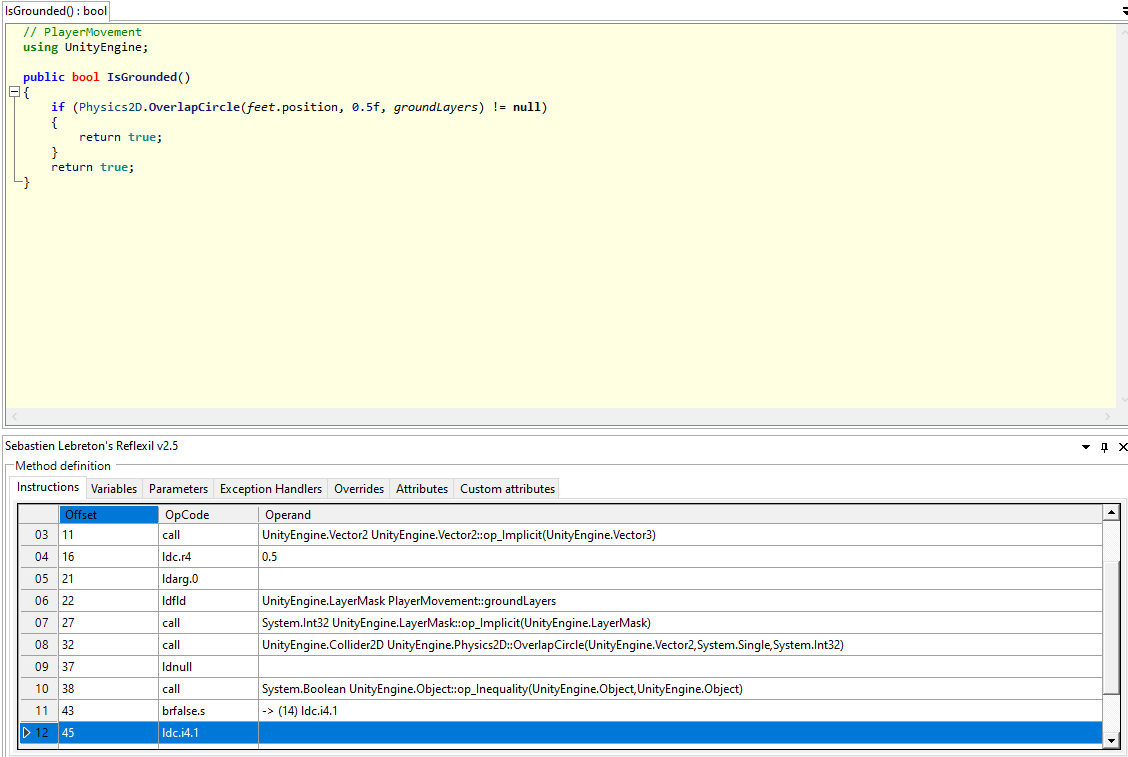 IsGrounded() : bool
// PlayerMovement
using UnityEngine;
public bool IsGrounded()
{
if (Physics2D.OverlapCircle(feet.position, 0.5f, groundLayers) != null)
{
return true;
}
return true;
}
Sebastien Lebreton's Reflexil v2.5
Method definition
Instructions Variables Parameters Exception Handlers Overrides Attributes Custom attributes
Offset OpCode Operand
03 11 call UnityEngine.Vector2 UnityEngine.Vector2::op_Implicit(UnityEngine.Vector3)
04 16 ldc.r4 0.5
05 21 ldarg.0
06 22 ldfld UnityEngine.LayerMask PlayerMovement::groundLayers
07 27 call System.Int32 UnityEngine.LayerMask::op_Implicit(UnityEngine.LayerMask)
08 32 call UnityEngine.Collider2D UnityEngine.Physics2D::OverlapCircle(UnityEngine.Vector2,System.Single,System.Int32)
09 37 ldnull
10 38 call System.Boolean UnityEngine.Object::op_Inequality(UnityEngine.Object,UnityEngine.Object)
11 43 brfalse.s -> (14) ldc.i4.1
12 45 ldc.i4.1